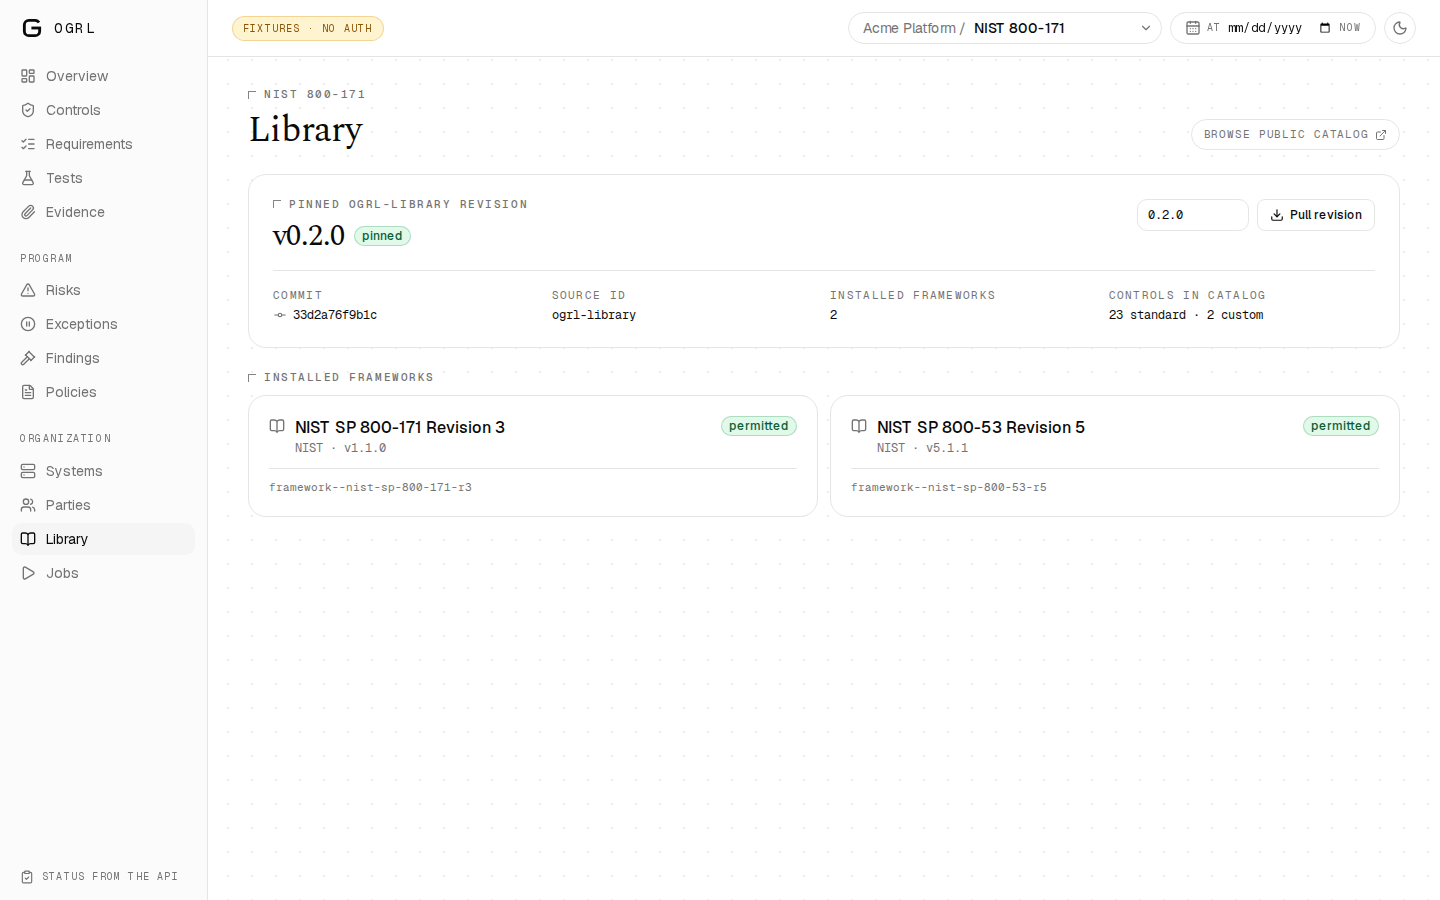 OGRL
Overview
Controls
Requirements
Tests
Evidence
PROGRAM
Risks
Exceptions
Findings
Policies
ORGANIZATION
Systems
Parties
Library
Jobs
STATUS FROM THE API
FIXTURES · NO AUTH
Acme Platform / NIST 800-171
AT mm/dd/yyyy NOW
NIST 800-171
Library
BROWSE PUBLIC CATALOG
PINNED OGRL-LIBRARY REVISION
v0.2.0 pinned
0.2.0 Pull revision
COMMIT
33d2a76f9b1c
SOURCE ID
ogrl-library
INSTALLED FRAMEWORKS
2
CONTROLS IN CATALOG
23 standard · 2 custom
INSTALLED FRAMEWORKS
NIST SP 800-171 Revision 3 permitted
NIST · v1.1.0
framework--nist-sp-800-171-r3
NIST SP 800-53 Revision 5 permitted
NIST · v5.1.1
framework--nist-sp-800-53-r5